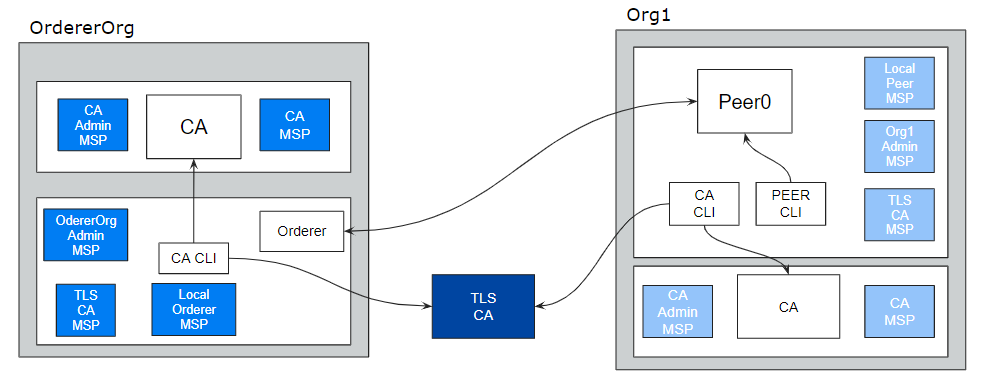 OrdererOrg
CA
Admin
MSP
CA
CA
MSP
OdererOrg
Admin
MSP
Orderer
CA CLI
TLS
CA
MSP
Local
Orderer
MSP
TLS
CA
Org1
Peer0
Local
Peer
MSP
Org1
Admin
MSP
CA
CLI
PEER
CLI
TLS
CA
MSP
CA
Admin
MSP
CA
CA
MSP